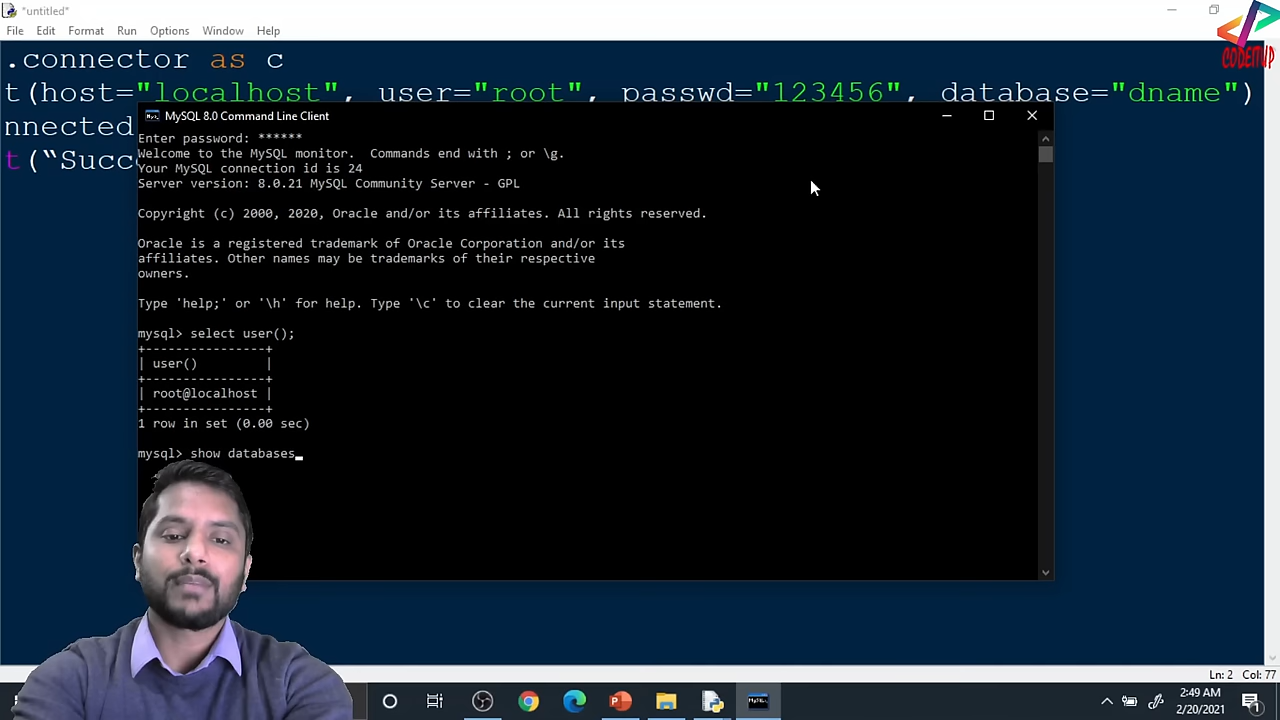 *untitled*
File Edit Format Run Options Window Help
.connector as c
t(host="localhost", user="root", passwd="123456", database="dname")
nnected
t(“Succe
CODEITUP
MySQL 8.0 Command Line Client
Enter password: ******
Welcome to the MySQL monitor.  Commands end with ; or \g.
Your MySQL connection id is 24
Server version: 8.0.21 MySQL Community Server - GPL
Copyright (c) 2000, 2020, Oracle and/or its affiliates. All rights reserved.
Oracle is a registered trademark of Oracle Corporation and/or its
affiliates. Other names may be trademarks of their respective
owners.
Type 'help;' or '\h' for help. Type '\c' to clear the current input statement.
mysql> select user();
+----------------+
| user()         |
+----------------+
| root@localhost |
+----------------+
1 row in set (0.00 sec)
mysql> show databases_
Ln: 2 Col: 77
2:49 AM
2/20/2021